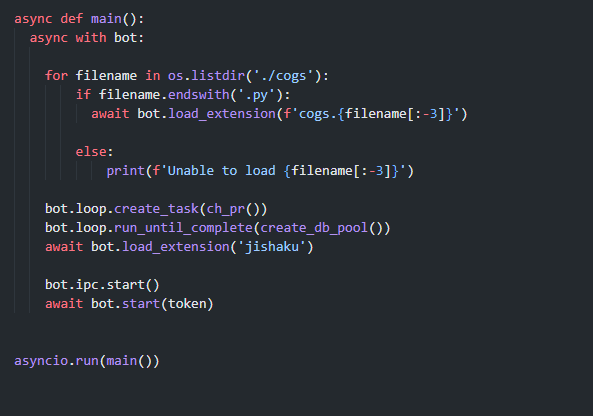 async def main():
  async with bot:
    for filename in os.listdir('./cogs'):
        if filename.endswith('.py'):
          await bot.load_extension(f'cogs.{filename[:-3]}')
        else:
            print(f'Unable to load {filename[:-3]}')
    bot.loop.create_task(ch_pr())
    bot.loop.run_until_complete(create_db_pool())
    await bot.load_extension('jishaku')
    bot.ipc.start()
    await bot.start(token)
asyncio.run(main())